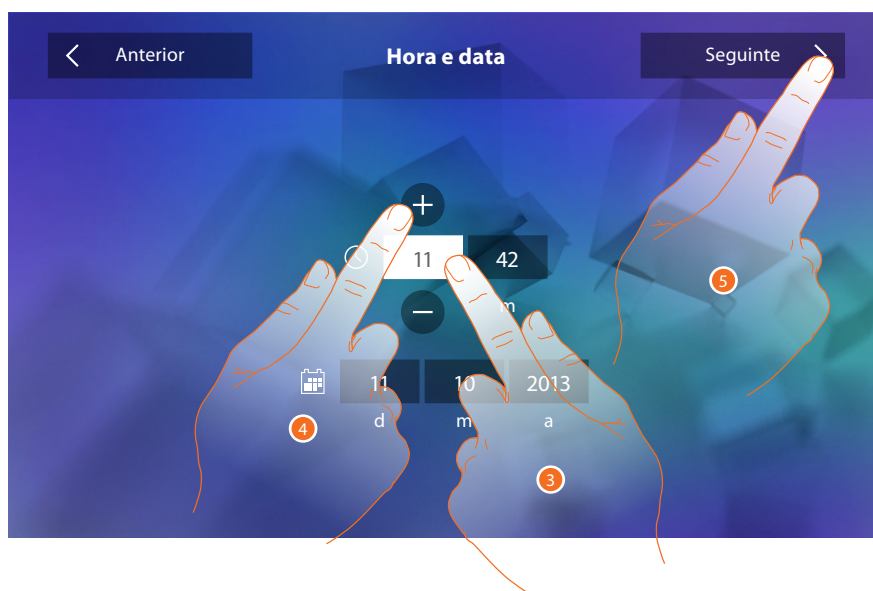 Anterior
Hora e data
Seguinte
11
42
m
11
10
2013
d
m
a
5
4
3